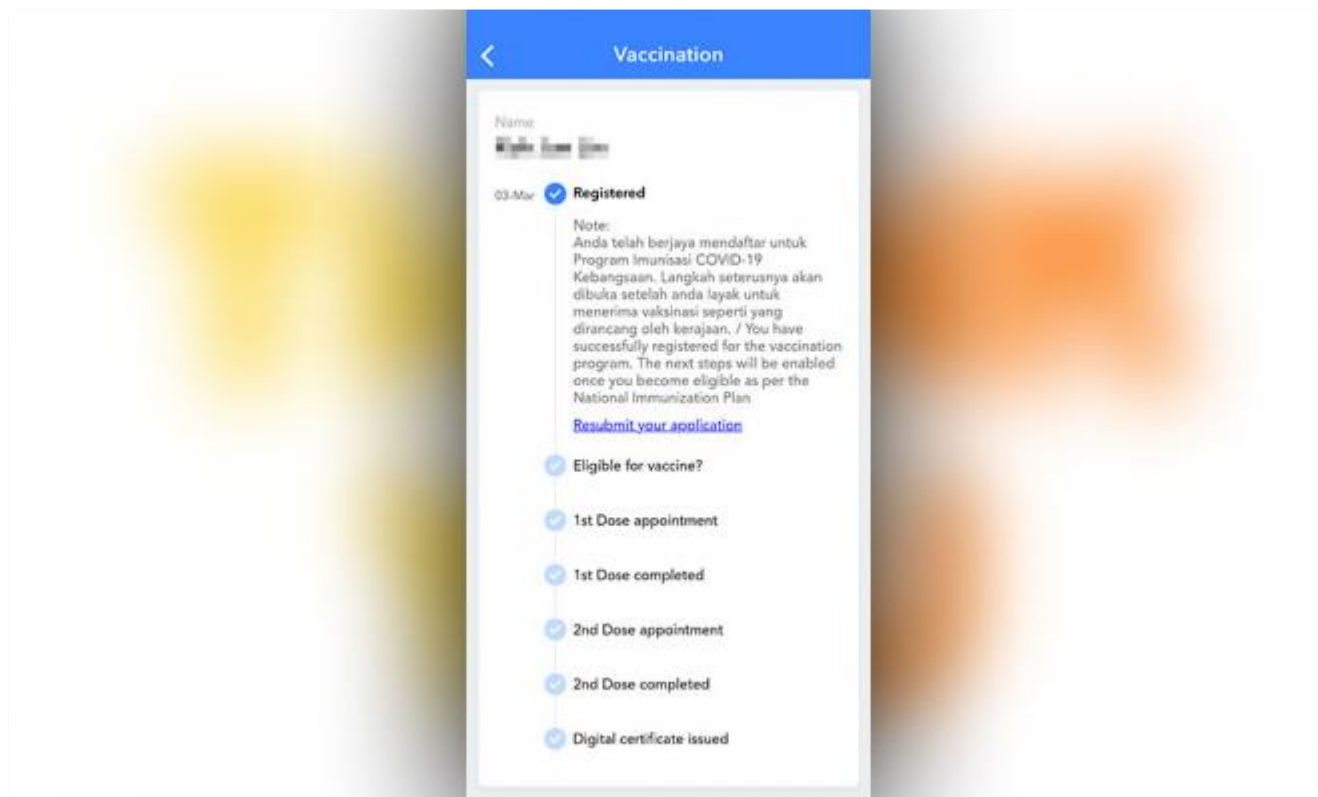 Vaccination
Name
03-Mar Registered
Note:
Anda telah berjaya mendaftar untuk
Program Imunisasi COVID-19
Kebangsaan. Langkah seterusnya akan
dibuka setelah anda layak untuk
menerima vaksinasi seperti yang
dirancang oleh kerajaan. / You have
successfully registered for the vaccination
program. The next steps will be enabled
once you become eligible as per the
National Immunization Plan
Resubmit your application
Eligible for vaccine?
1st Dose appointment
1st Dose completed
2nd Dose appointment
2nd Dose completed
Digital certificate issued